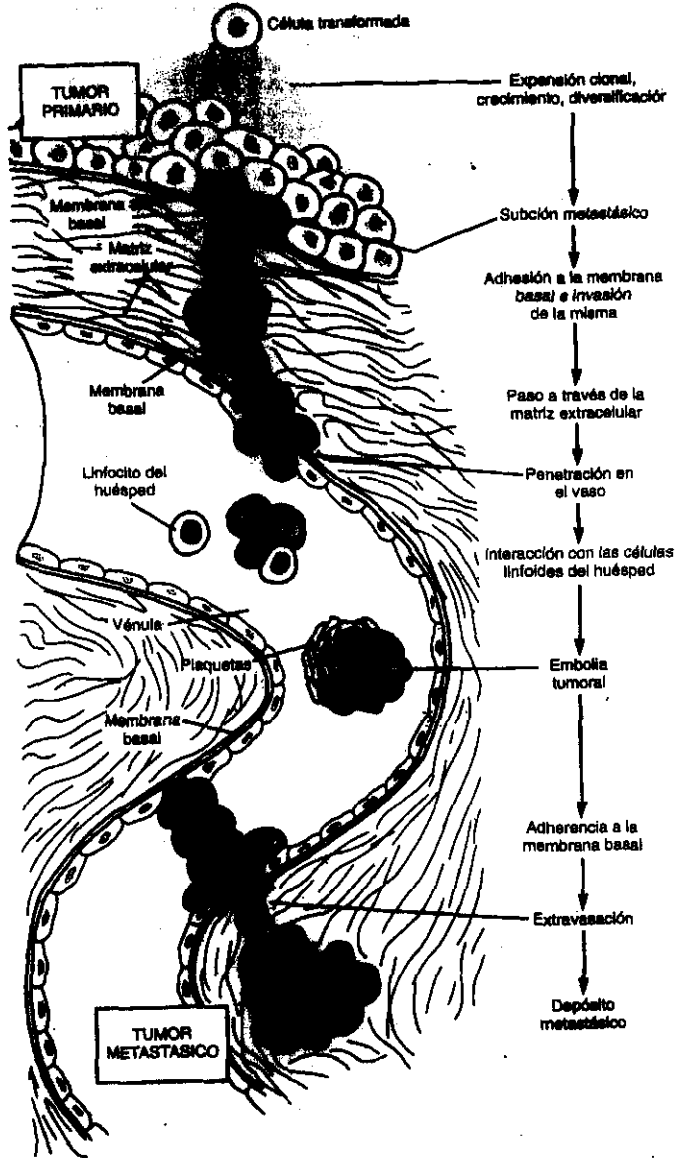 Célula transformada
TUMOR
PRIMARIO
Expansión clonal,
crecimiento, diversificación
Membrana
basal
Subción metastásico
Matriz
extracelular
Adhesión a la membrana
basal e invasión
de la misma
Membrana
basal
Paso a través de la
matriz extracelular
Linfocito del
huésped
Penetración en
el vaso
Interacción con las células
linfoides del huésped
Vénula
Plaquetas
Embolia
tumoral
Membrana
basal
Adherencia a la
membrana basal
Extravasación
Depósito
metastásico
TUMOR
METASTASICO